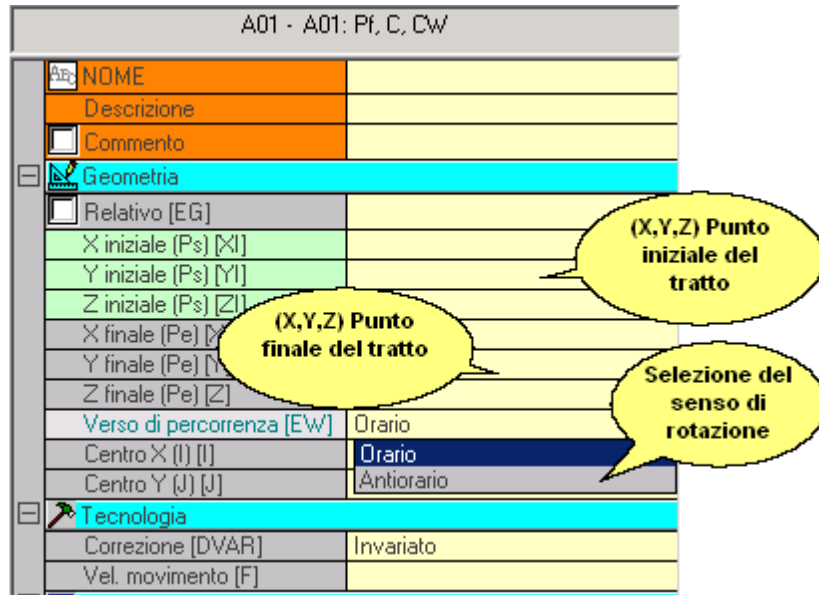 A01 - A01: Pf, C, CW
ABC NOME
Descrizione
Commento
Geometria
Relativo [EG]
X iniziale (Ps) [XI]
Y iniziale (Ps) [YI]
Z iniziale (Ps) [ZI]
X finale (Pe)
Y finale (Pe)
Z finale (Pe) [Z]
Verso di percorrenza [EW] Orario
Centro X (I) [I] Orario
Centro Y (J) [J] Antiorario
Tecnologia
Correzione [DVAR] Invariato
Vel. movimento [F]
(X,Y,Z) Punto
iniziale del
tratto
(X,Y,Z) Punto
finale del tratto
Selezione del
senso di
rotazione